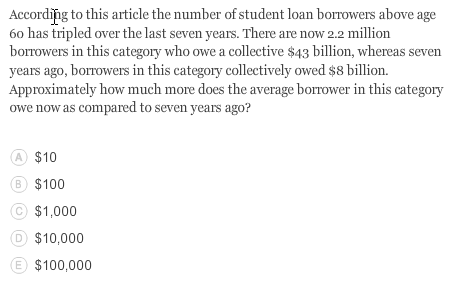 According to this article the number of student loan borrowers above age
60 has tripled over the last seven years. There are now 2.2 million
borrowers in this category who owe a collective $43 billion, whereas seven
years ago, borrowers in this category collectively owed $8 billion.
Approximately how much more does the average borrower in this category
owe now as compared to seven years ago?
A $10
B $100
C $1,000
D $10,000
E $100,000